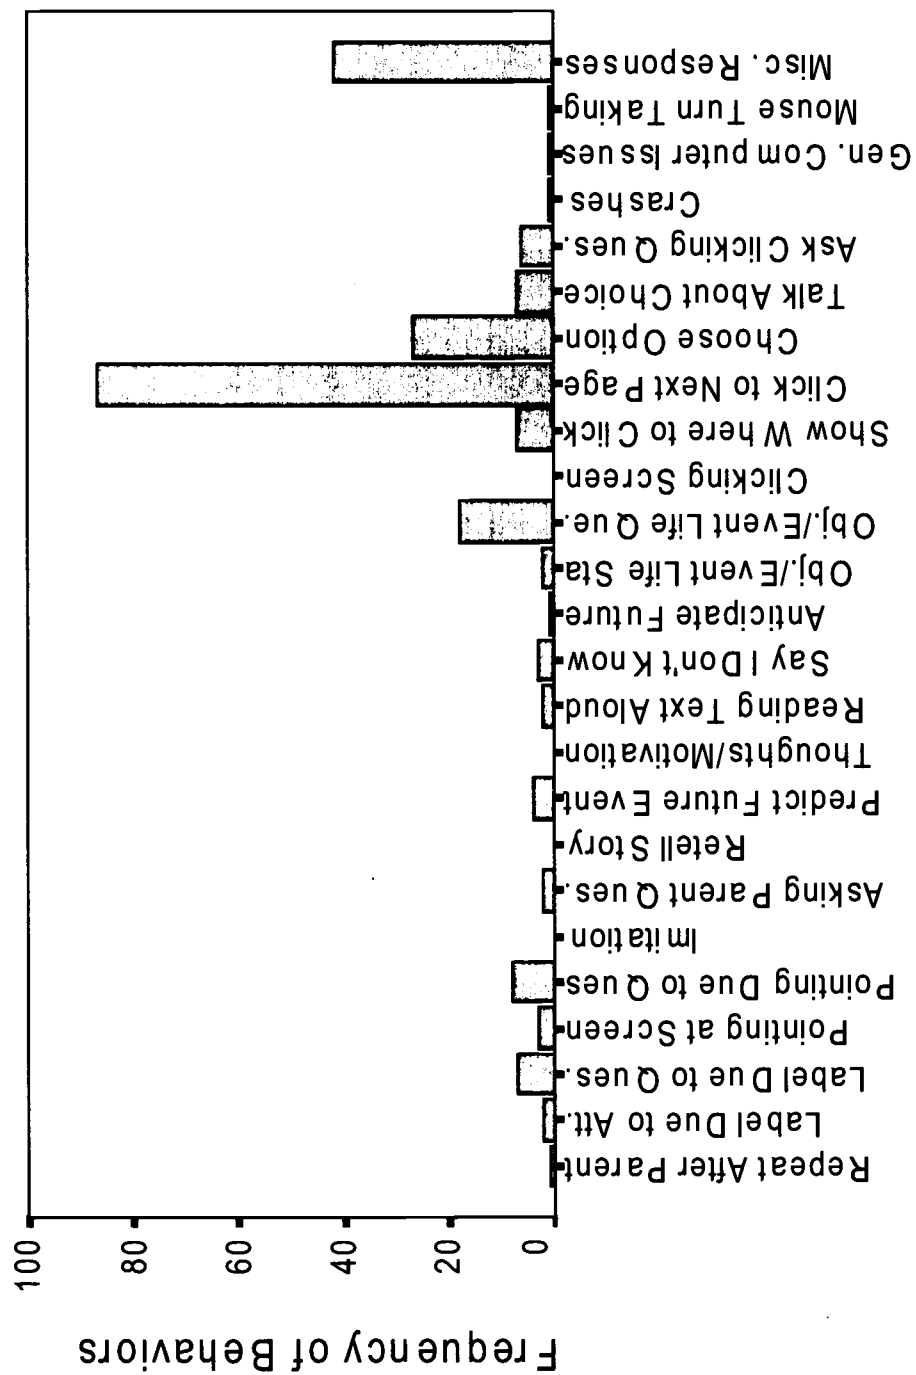 Frequency of Behaviors
100
80
60
40
20
0
Misc. Responses
Mouse Turn Taking
Gen. Computer Issues
Crashes
Ask Clicking Ques.
Talk About Choice
Choose Option
Click to Next Page
Show Where to Click
Clicking Screen
Obj./Event Life Que.
Obj./Event Life Sta
Anticipate Future
Say I Don't Know
Reading Text Aloud
Thoughts/Motivation
Predict Future Event
Retell Story
Asking Parent Ques.
Imitation
Pointing Due to Ques
Pointing at Screen
Label Due to Ques.
Label Due to Att.
Repeat After Parent